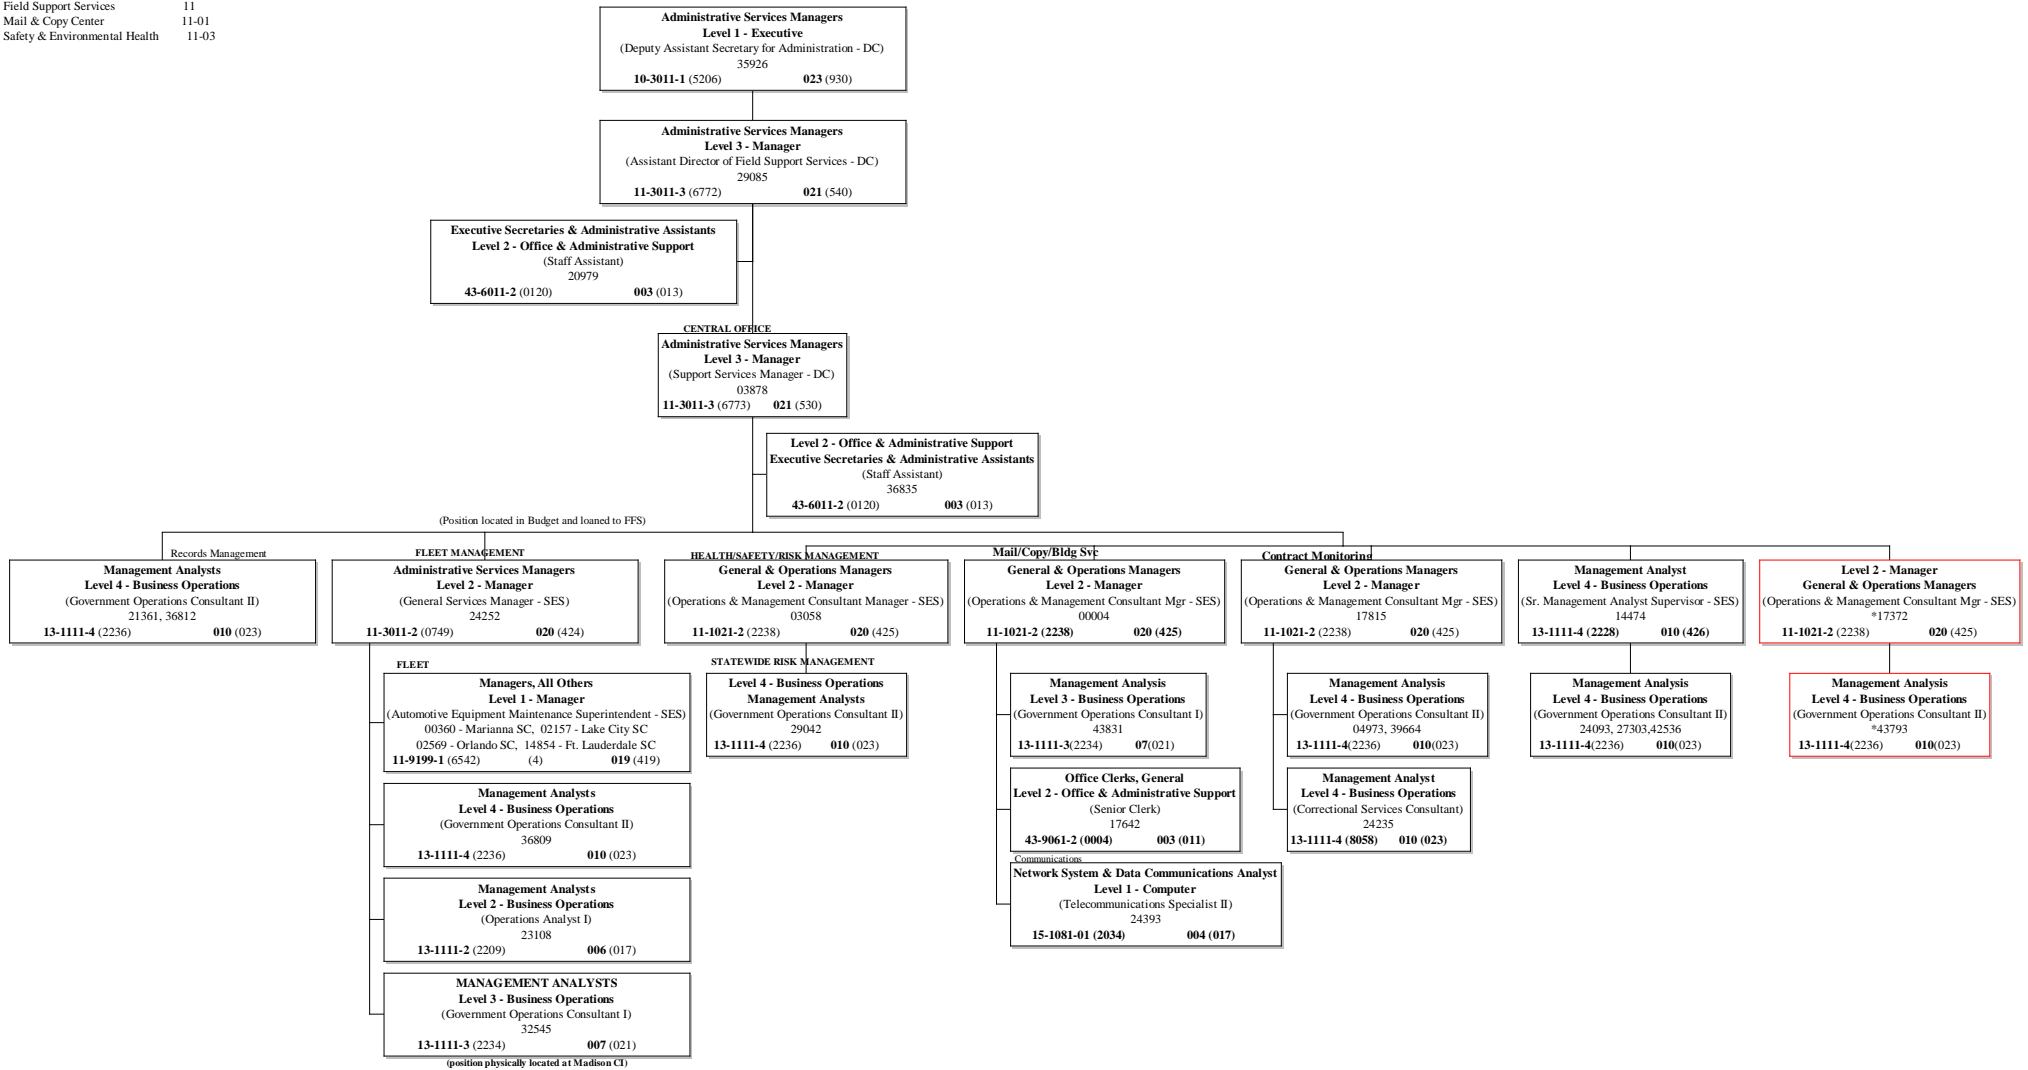 Field Support Services 11
Mail & Copy Center 11-01
Safety & Environmental Health 11-03
Administrative Services Managers
Level 1 - Executive
(Deputy Assistant Secretary for Administration - DC)
35926
10-3011-1 (5206) 023 (930)
Administrative Services Managers
Level 3 - Manager
(Assistant Director of Field Support Services - DC)
29085
11-3011-3 (6772) 021 (540)
Executive Secretaries & Administrative Assistants
Level 2 - Office & Administrative Support
(Staff Assistant)
20979
43-6011-2 (0120) 003 (013)
CENTRAL OFFICE
Administrative Services Managers
Level 3 - Manager
(Support Services Manager - DC)
03878
11-3011-3 (6773) 021 (530)
Level 2 - Office & Administrative Support
Executive Secretaries & Administrative Assistants
(Staff Assistant)
36835
43-6011-2 (0120) 003 (013)
(Position located in Budget and loaned to FFS)
Records Management
Management Analysts
Level 4 - Business Operations
(Government Operations Consultant II)
21361, 36812
13-1111-4 (2236) 010 (023)
FLEET MANAGEMENT
Administrative Services Managers
Level 2 - Manager
(General Services Manager - SES)
24252
11-3011-2 (0749) 020 (424)
FLEET
Managers, All Others
Level 1 - Manager
(Automotive Equipment Maintenance Superintendent - SES)
00360 - Marianna SC, 02157 - Lake City SC
02569 - Orlando SC, 14854 - Ft. Lauderdale SC
11-9199-1 (6542) (4) 019 (419)
Management Analysts
Level 4 - Business Operations
(Government Operations Consultant II)
36809
13-1111-4 (2236) 010 (023)
Management Analysts
Level 2 - Business Operations
(Operations Analyst I)
23108
13-1111-2 (2209) 006 (017)
MANAGEMENT ANALYSTS
Level 3 - Business Operations
(Government Operations Consultant I)
32545
13-1111-3 (2234) 007 (021)
(position physically located at Madison CI)
HEALTH/SAFETY/RISK MANAGEMENT
General & Operations Managers
Level 2 - Manager
(Operations & Management Consultant Manager - SES)
03058
11-1021-2 (2238) 020 (425)
STATEWIDE RISK MANAGEMENT
Level 4 - Business Operations
Management Analysts
(Government Operations Consultant II)
29042
13-1111-4 (2236) 010 (023)
Mail/Copy/Bldg Svc
General & Operations Managers
Level 2 - Manager
(Operations & Management Consultant Mgr - SES)
00004
11-1021-2 (2238) 020 (425)
Management Analysis
Level 3 - Business Operations
(Government Operations Consultant I)
43831
13-1111-3(2234) 07(021)
Office Clerks, General
Level 2 - Office & Administrative Support
(Senior Clerk)
17642
43-9061-2 (0004) 003 (011)
Communications
Network System & Data Communications Analyst
Level 1 - Computer
(Telecommunications Specialist II)
24393
15-1081-01 (2034) 004 (017)
Contract Monitoring
General & Operations Managers
Level 2 - Manager
(Operations & Management Consultant Mgr - SES)
17815
11-1021-2 (2238) 020 (425)
Management Analysis
Level 4 - Business Operations
(Government Operations Consultant II)
04973, 39664
13-1111-4(2236) 010(023)
Management Analyst
Level 4 - Business Operations
(Correctional Services Consultant)
24235
13-1111-4 (8058) 010 (023)
Management Analyst
Level 4 - Business Operations
(Sr. Management Analyst Supervisor - SES)
14474
13-1111-4 (2228) 010 (426)
Management Analysis
Level 4 - Business Operations
(Government Operations Consultant II)
24093, 27303,42536
13-1111-4(2236) 010(023)
Level 2 - Manager
General & Operations Managers
(Operations & Management Consultant Mgr - SES)
*17372
11-1021-2 (2238) 020 (425)
Management Analysis
Level 4 - Business Operations
(Government Operations Consultant II)
*43793
13-1111-4(2236) 010(023)